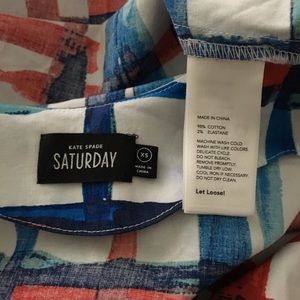 KATE SPADE
SATURDAY
XS
MADE IN
CHINA
MADE IN CHINA
98% COTTON
2% ELASTANE
MACHINE WASH COLD
WASH WITH LIKE COLORS
DELICATE CYCLE
DO NOT BLEACH.
REMOVE PROMPTLY.
TUMBLE DRY LOW.
COOL IRON IF NECESSARY.
DO NOT DRY CLEAN.
Let Loose!